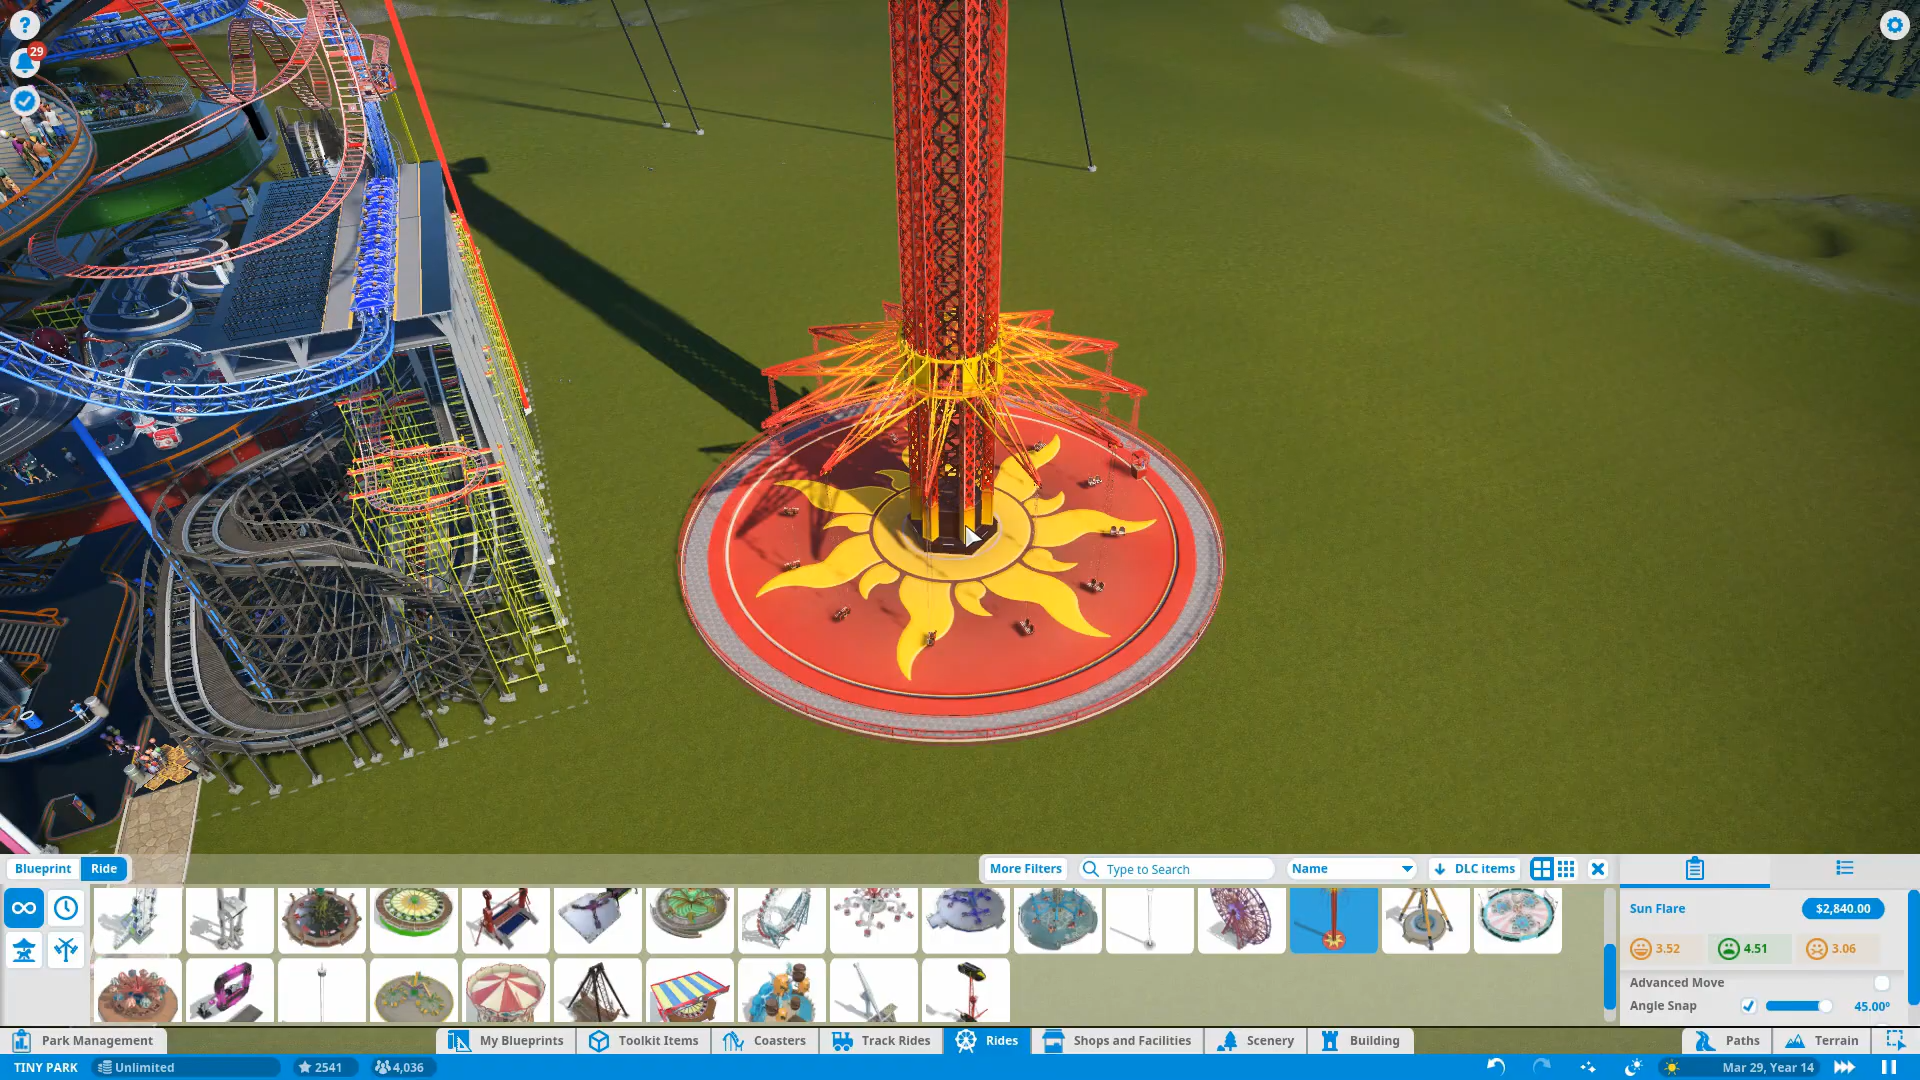 ?
29
Blueprint
Ride
More Filters
Type to Search
Name
DLC items
Sun Flare
$2,840.00
3.52
4.51
3.06
Advanced Move
Angle Snap
45.00°
Park Management
My Blueprints
Toolkit Items
Coasters
Track Rides
Rides
Shops and Facilities
Scenery
Building
Paths
Terrain
TINY PARK
Unlimited
2541
4,036
Mar 29, Year 14